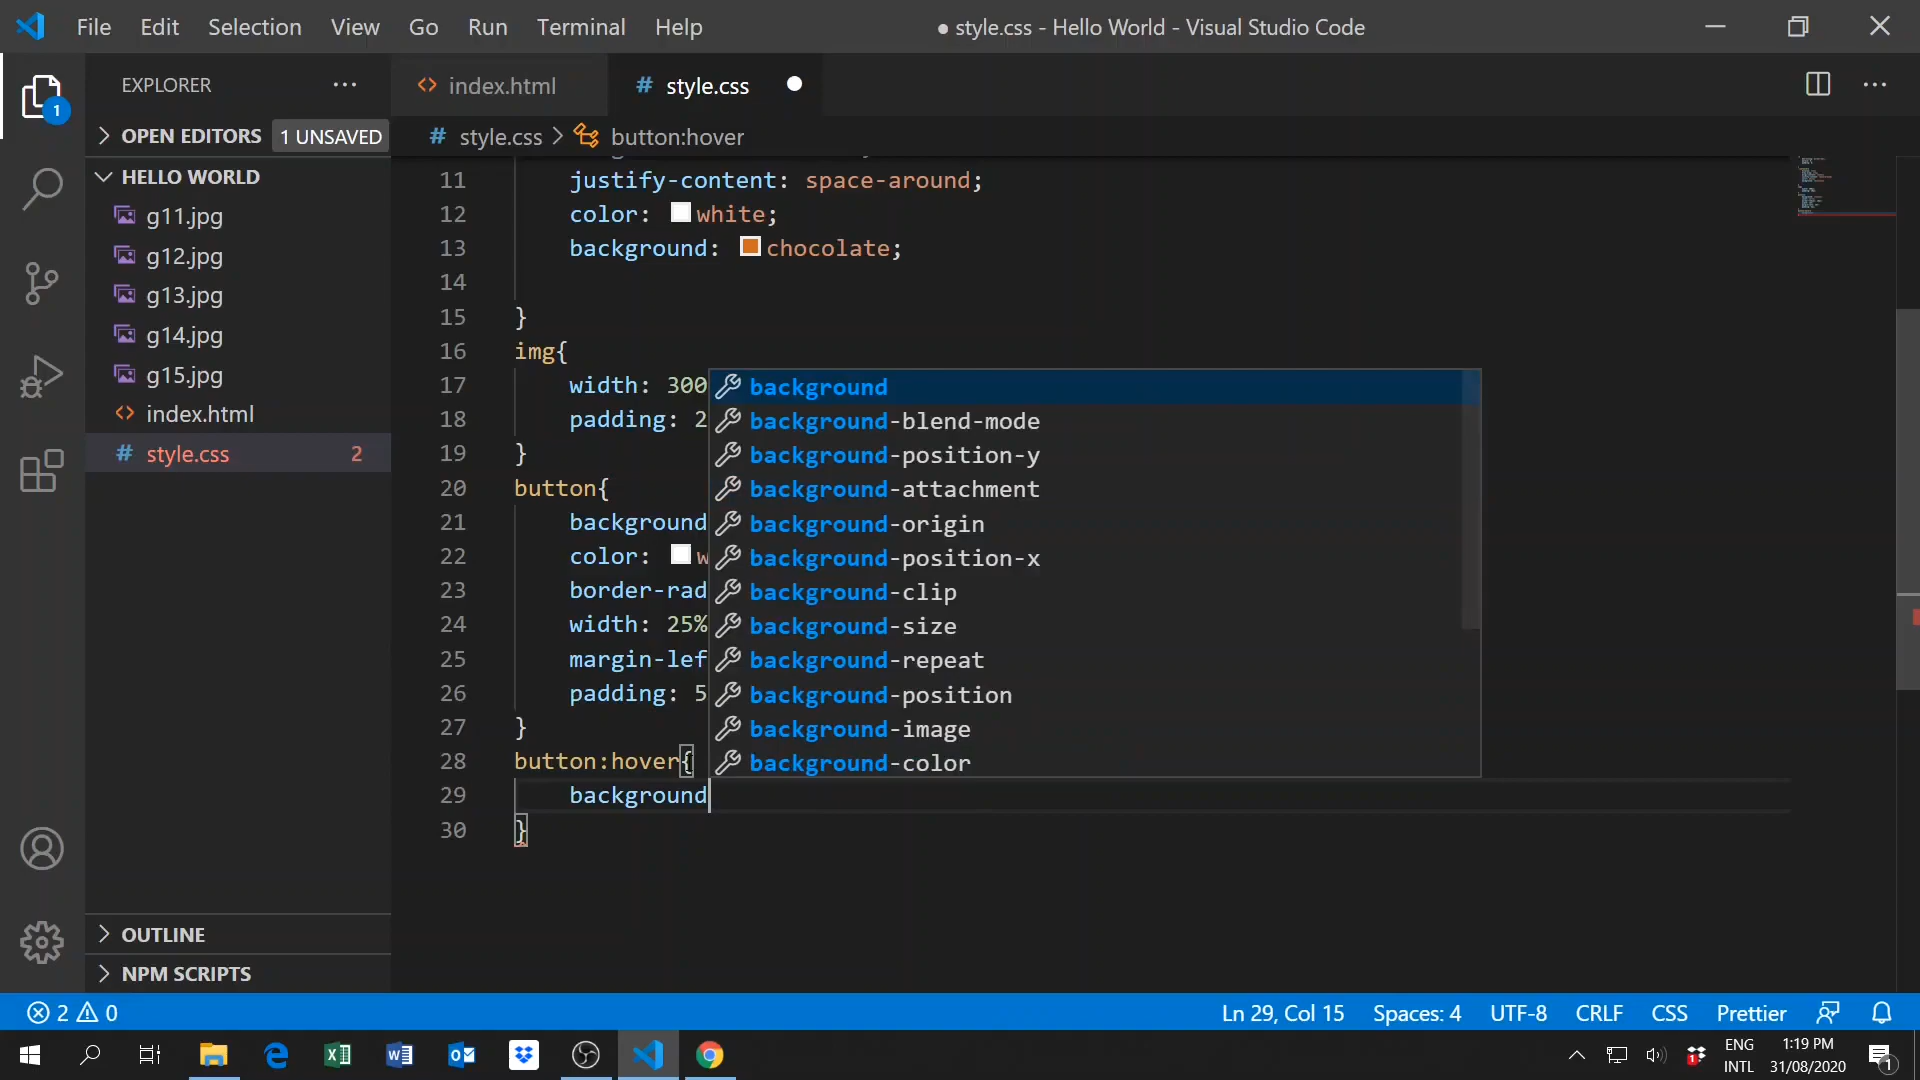 File Edit Selection View Go Run Terminal Help
● style.css - Hello World - Visual Studio Code
EXPLORER
OPEN EDITORS 1 UNSAVED
HELLO WORLD
g11.jpg
g12.jpg
g13.jpg
g14.jpg
g15.jpg
index.html
style.css 2
OUTLINE
NPM SCRIPTS
1
index.html
# style.css
# style.css > button:hover
11 justify-content: space-around;
12 color: white;
13 background: chocolate;
14
15 }
16 img{
17 width: 300
18 padding: 2
19 }
20 button{
21 background
22 color: w
23 border-rad
24 width: 25%
25 margin-lef
26 padding: 5
27 }
28 button:hover{
29 background
30 }
background
background-blend-mode
background-position-y
background-attachment
background-origin
background-position-x
background-clip
background-size
background-repeat
background-position
background-image
background-color
2 0
Ln 29, Col 15 Spaces: 4 UTF-8 CRLF CSS Prettier
ENG
INTL
1:19 PM
31/08/2020
1